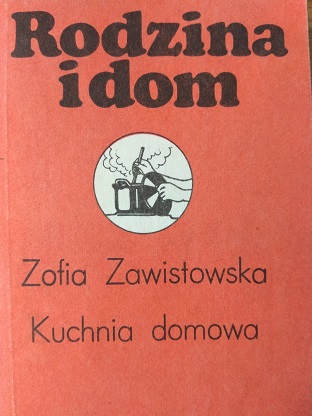 Rodzina
i dom
Zofia Zawistowska
Kuchnia domowa